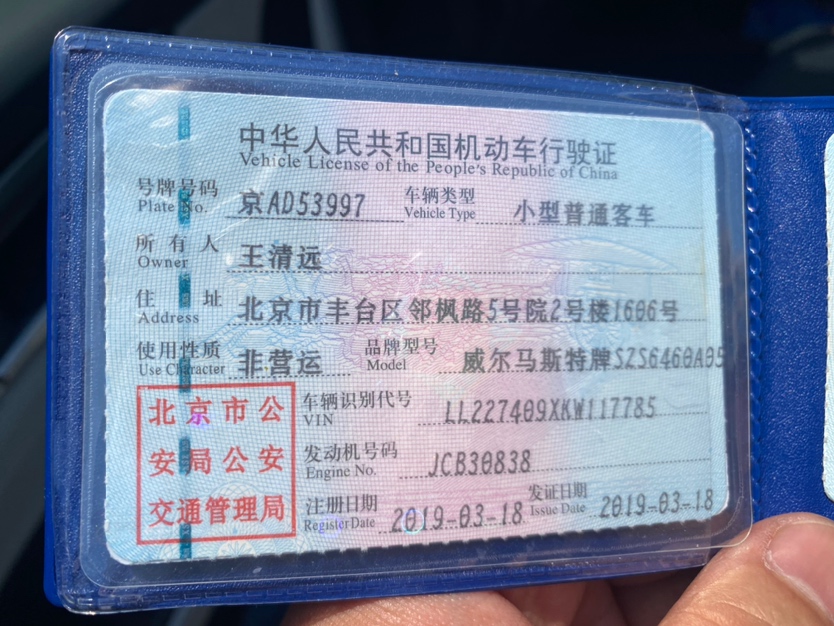 中华人民共和国机动车行驶证
Vehicle License of the People's Republic of China
号牌号码 京AD53997 车辆类型 小型普通客车
Plate No. Vehicle Type
所有人 王清远
Owner
住址 北京市丰台区邻枫路5号院2号楼1606号
Address
使用性质 非营运 品牌型号 威尔马斯特牌SZS6460A05
Use Character Model
北京市公
安局公安
交通管理局
车辆识别代号 LL227409XKW117785
VIN
发动机号码 JCB30838
Engine No.
注册日期 2019-03-18 发证日期 2019-03-18
Register Date Issue Date